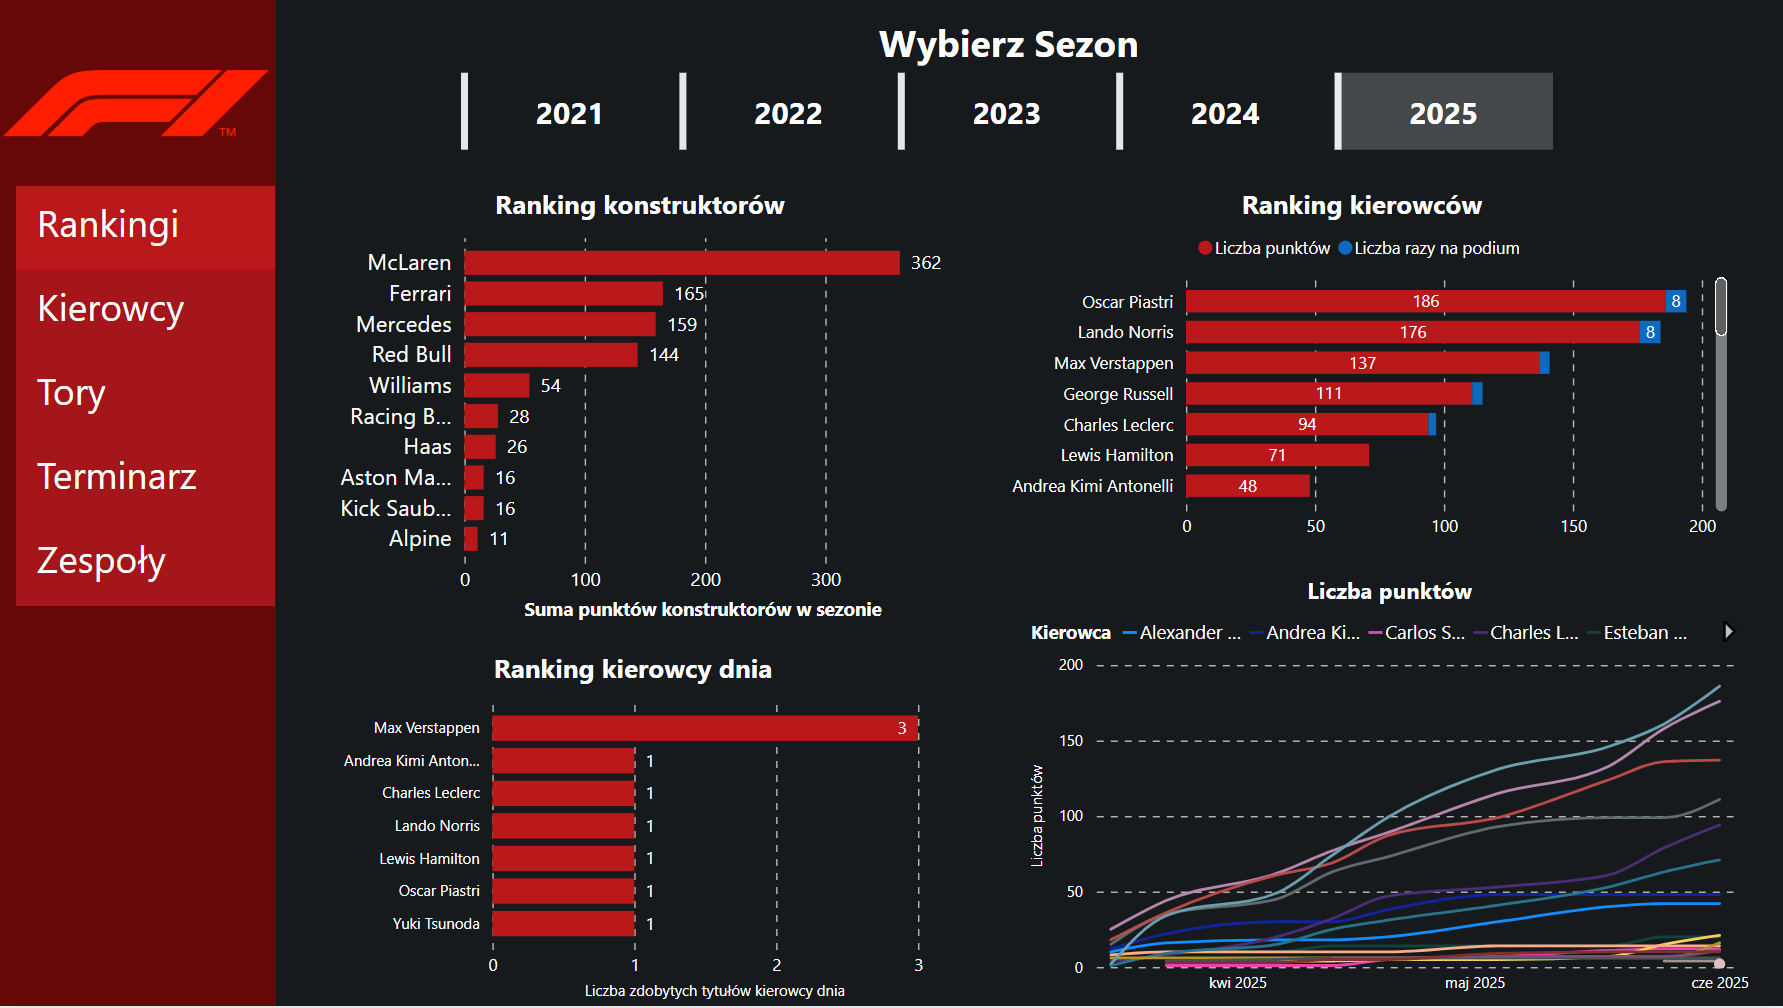 Wybierz Sezon
2021
2022
2023
2024
2025
F1
TM
Rankingi
Kierowcy
Tory
Terminarz
Zespoły
Ranking konstruktorów
McLaren 362
Ferrari 165
Mercedes 159
Red Bull 144
Williams 54
Racing B... 28
Haas 26
Aston Ma... 16
Kick Saub... 16
Alpine 11
0 100 200 300
Suma punktów konstruktorów w sezonie
Ranking kierowców
Liczba punktów Liczba razy na podium
Oscar Piastri 186 8
Lando Norris 176 8
Max Verstappen 137
George Russell 111
Charles Leclerc 94
Lewis Hamilton 71
Andrea Kimi Antonelli 48
0 50 100 150 200
Ranking kierowcy dnia
Max Verstappen 3
Andrea Kimi Anton... 1
Charles Leclerc 1
Lando Norris 1
Lewis Hamilton 1
Oscar Piastri 1
Yuki Tsunoda 1
0 1 2 3
Liczba zdobytych tytułów kierowcy dnia
Liczba punktów
Kierowca Alexander ... Andrea Ki... Carlos S... Charles L... Esteban ...
200
150
100
50
0
Liczba punktów
kwi 2025 maj 2025 cze 2025